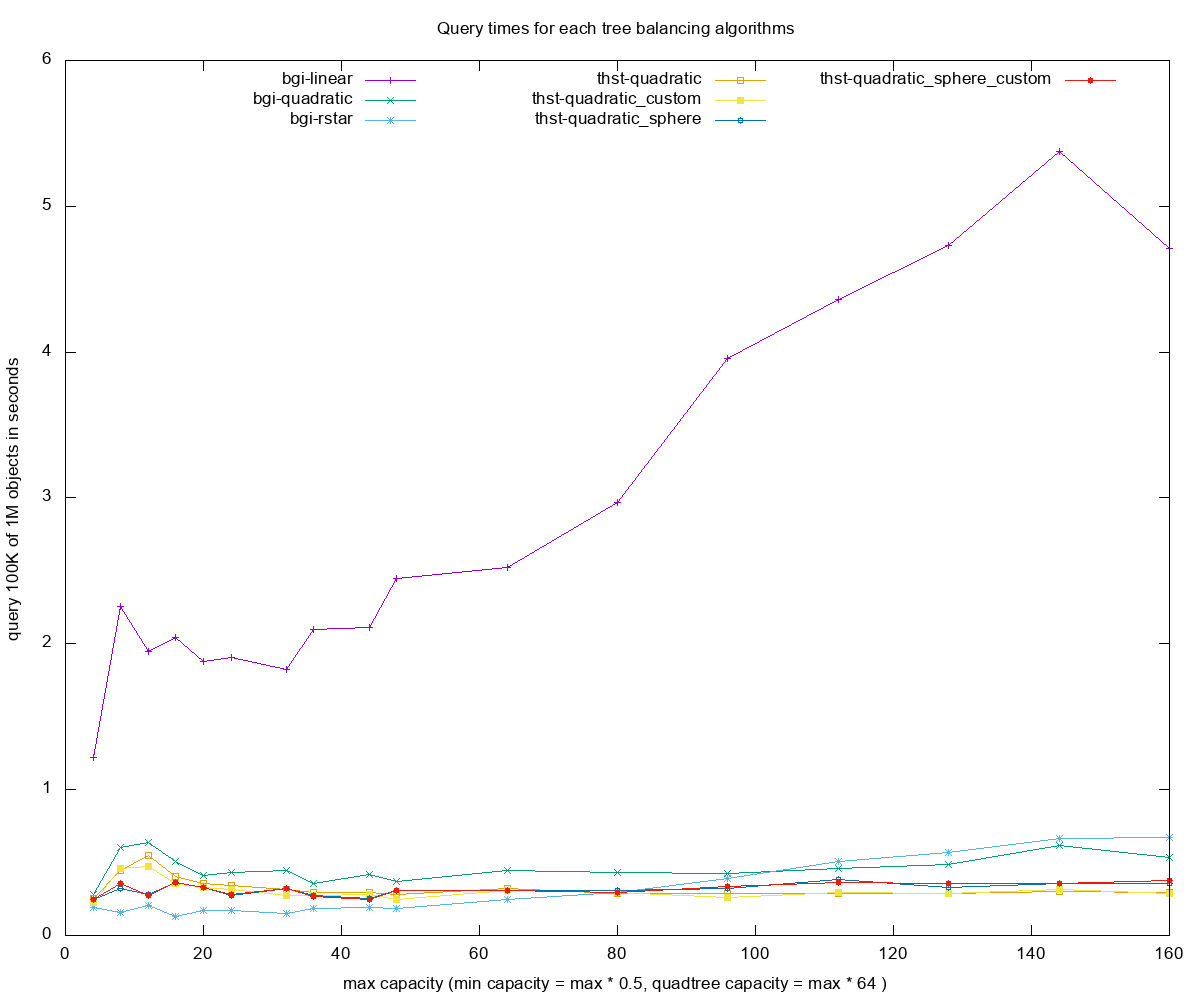 Query times for each tree balancing algorithms
bgi-linear
bgi-quadratic
bgi-rstar
thst-quadratic
thst-quadratic_custom
thst-quadratic_sphere
thst-quadratic_sphere_custom
query 100K of 1M objects in seconds
6
5
4
3
2
1
0
0 20 40 60 80 100 120 140 160
max capacity (min capacity = max * 0.5, quadtree capacity = max * 64 )